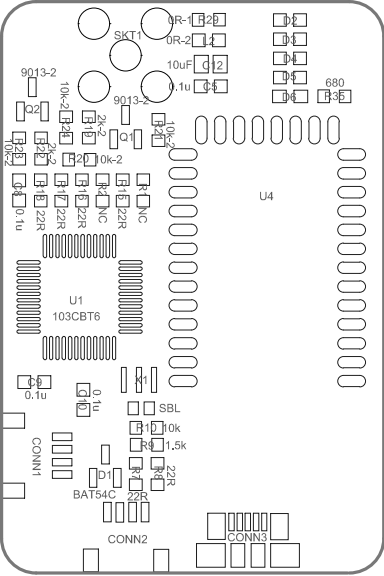 0R-1 R29 D2
SKT1
0R-2 L2 D3
10uF C12 D4
9013-2 D5
0.1u C5 680
D6 R35
10k-2 9013-2
Q2
R24 R19 2k-2 Q1 R21 10k-2
10k-2 R23 R22 2k-2 R20 10k-2
C8 R18 R17 R16 R2 R15 R1 U4
0.1u 22R 22R 22R NC 22R NC
U1
103CBT6
C9 X1
0.1u C10 0.1u
SBL
R10 10k
R9 1.5k
CONN1
D1 R7 R8 22R
BAT54C 22R
CONN2 CONN3